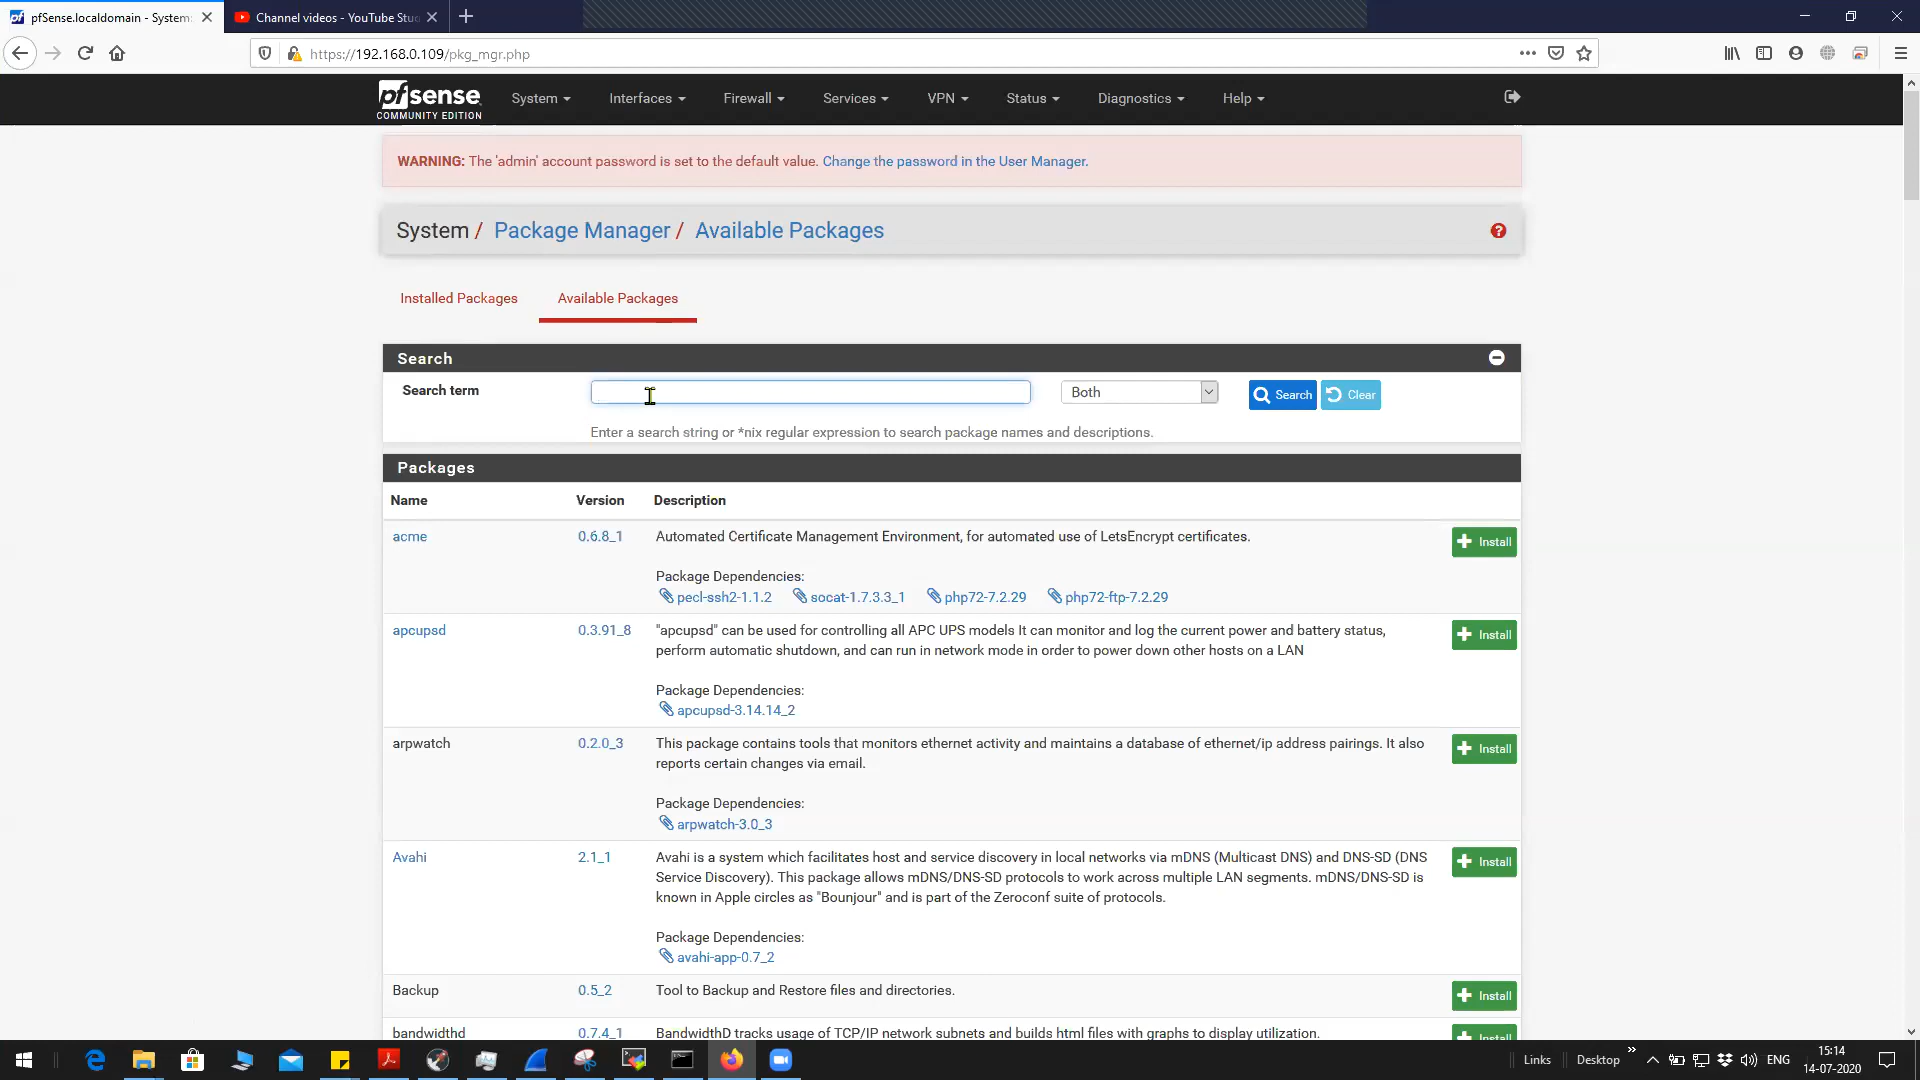 pfSense.localdomain - System:
Channel videos - YouTube Stu
https://192.168.0.109/pkg_mgr.php
pfsense
COMMUNITY EDITION
System
Interfaces
Firewall
Services
VPN
Status
Diagnostics
Help
WARNING: The 'admin' account password is set to the default value. Change the password in the User Manager.
System / Package Manager / Available Packages
Installed Packages
Available Packages
Search
Search term
Both
Search
Clear
Enter a search string or *nix regular expression to search package names and descriptions.
Packages
Name Version Description
acme 0.6.8_1 Automated Certificate Management Environment, for automated use of LetsEncrypt certificates.
Install
Package Dependencies:
pecl-ssh2-1.1.2 socat-1.7.3.3_1 php72-7.2.29 php72-ftp-7.2.29
apcupsd 0.3.91_8 "apcupsd" can be used for controlling all APC UPS models It can monitor and log the current power and battery status,
Install
perform automatic shutdown, and can run in network mode in order to power down other hosts on a LAN
Package Dependencies:
apcupsd-3.14.14_2
arpwatch 0.2.0_3 This package contains tools that monitors ethernet activity and maintains a database of ethernet/ip address pairings. It also
Install
reports certain changes via email.
Package Dependencies:
arpwatch-3.0_3
Avahi 2.1_1 Avahi is a system which facilitates host and service discovery in local networks via mDNS (Multicast DNS) and DNS-SD (DNS
Install
Service Discovery). This package allows mDNS/DNS-SD protocols to work across multiple LAN segments. mDNS/DNS-SD is
known in Apple circles as "Bounjour" and is part of the Zeroconf suite of protocols.
Package Dependencies:
avahi-app-0.7_2
Backup 0.5_2 Tool to Backup and Restore files and directories.
Install
bandwidthd 0.7.4_1 BandwidthD tracks usage of TCP/IP network subnets and builds html files with graphs to display utilization.
Install
Links
Desktop
ENG
15:14
14-07-2020